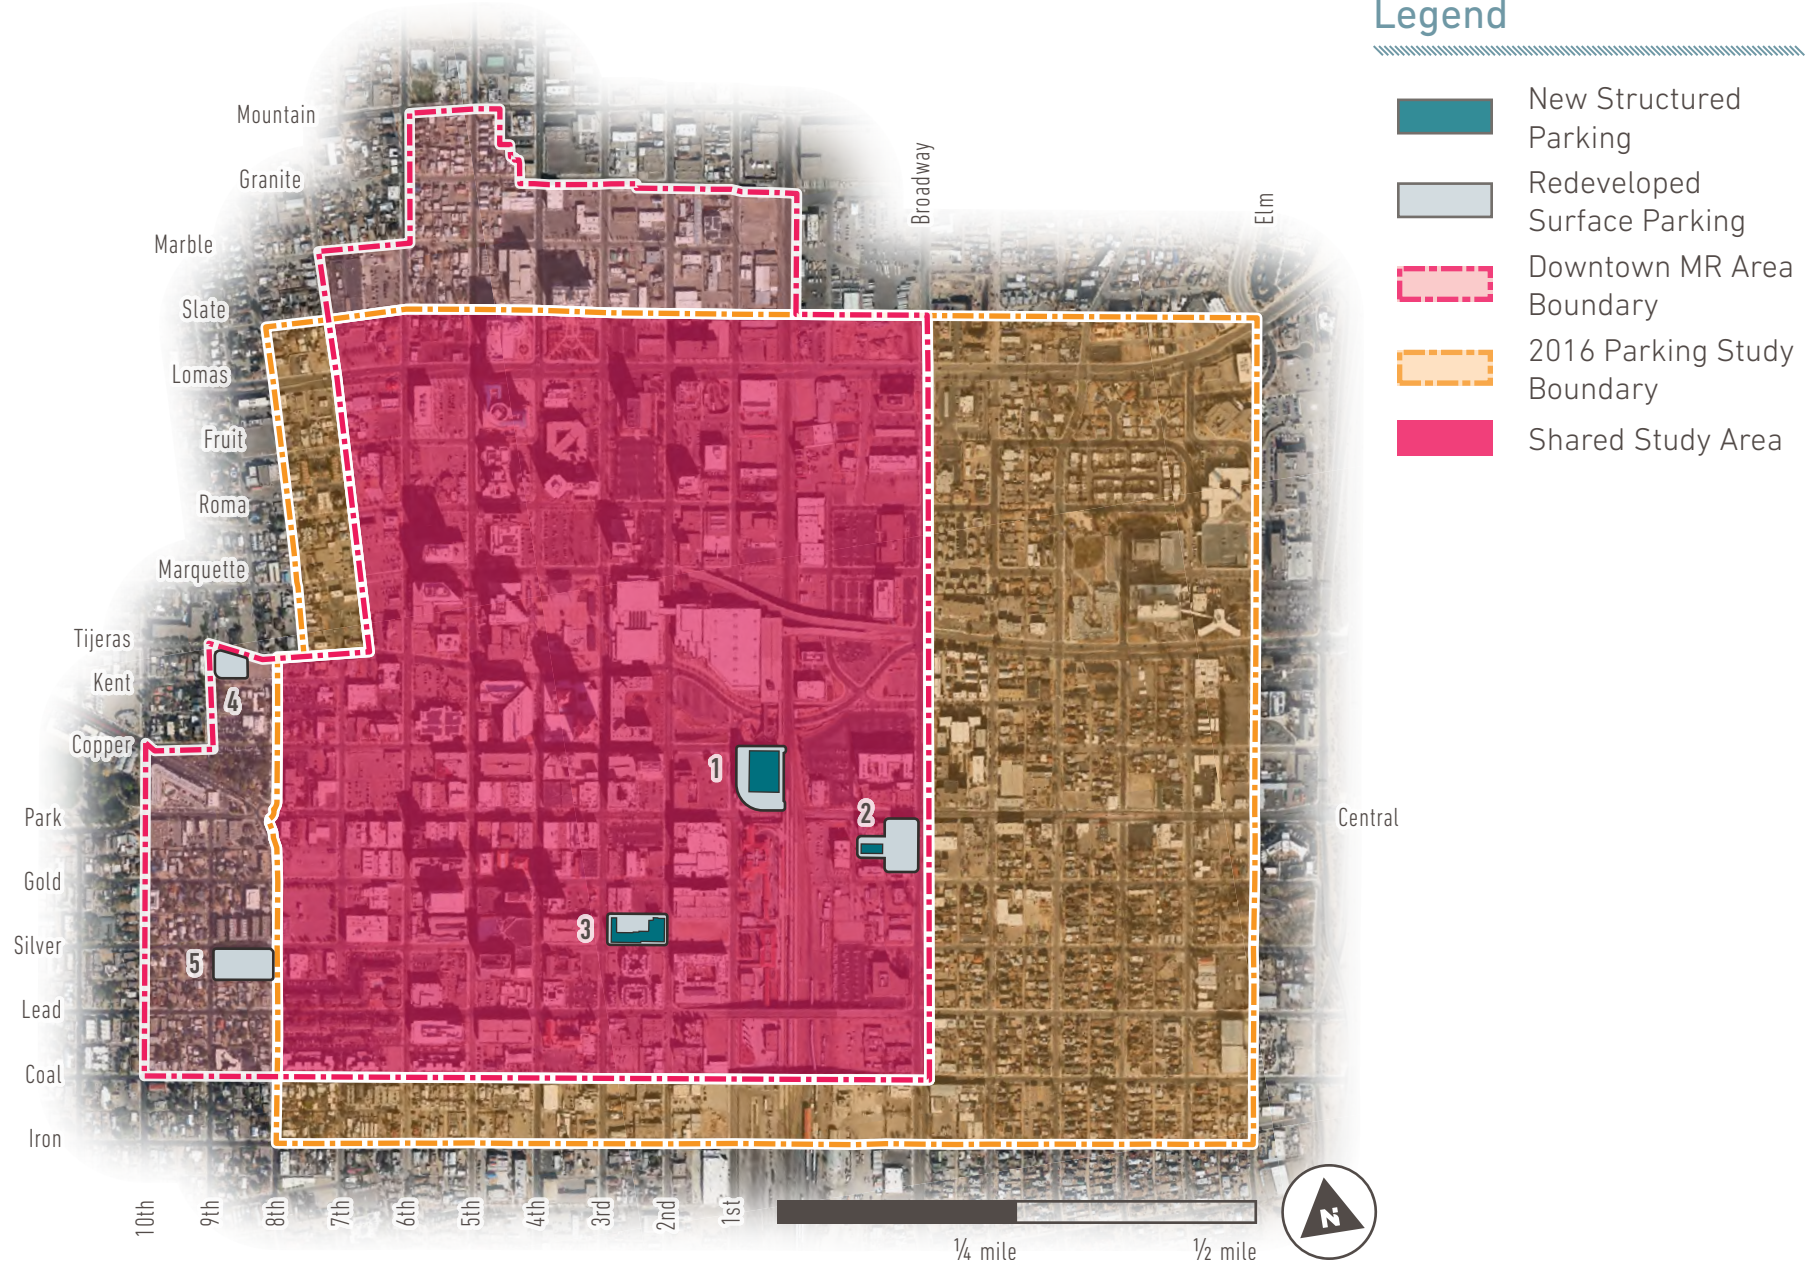 Legend
New Structured
Parking
Redeveloped
Surface Parking
Downtown MR Area
Boundary
2016 Parking Study
Boundary
Shared Study Area
Mountain
Granite
Marble
Slate
Lomas
Fruit
Roma
Marquette
Tijeras
Kent
Copper
Park
Gold
Silver
Lead
Coal
Iron
Broadway
Elm
Central
1
2
3
4
5
10th
9th
8th
7th
6th
5th
4th
3rd
2nd
1st
¼ mile
½ mile
N